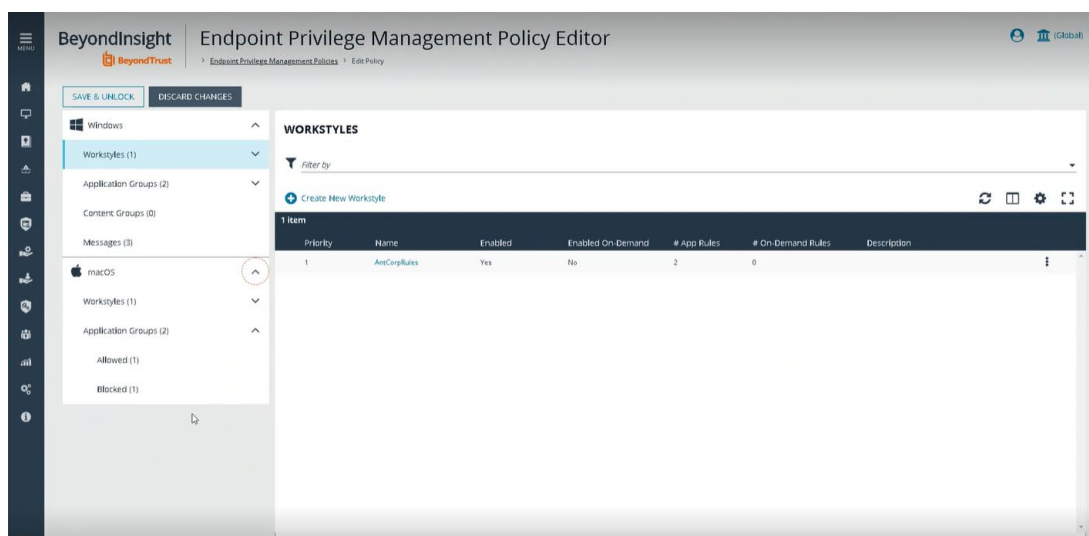 MENU
BeyondInsight
BeyondTrust
Endpoint Privilege Management Policy Editor
Endpoint Privilege Management Policies > Edit Policy
(Global)
SAVE & UNLOCK
DISCARD CHANGES
Windows
Workstyles (1)
Application Groups (2)
Content Groups (0)
Messages (3)
macOS
Workstyles (1)
Application Groups (2)
Allowed (1)
Blocked (1)
WORKSTYLES
Filter by
Create New Workstyle
1 item
Priority Name Enabled Enabled On-Demand # App Rules # On-Demand Rules Description
1 AntCorpRules Yes No 2 0